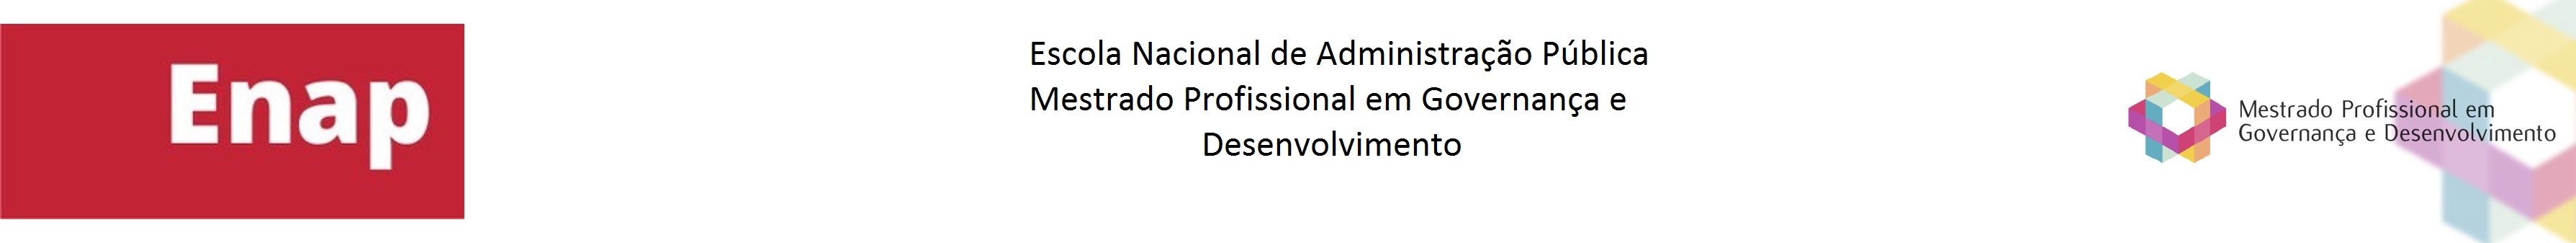 Enap
Escola Nacional de Administração Pública
Mestrado Profissional em Governança e
Desenvolvimento
Mestrado Profissional em
Governança e Desenvolvimento